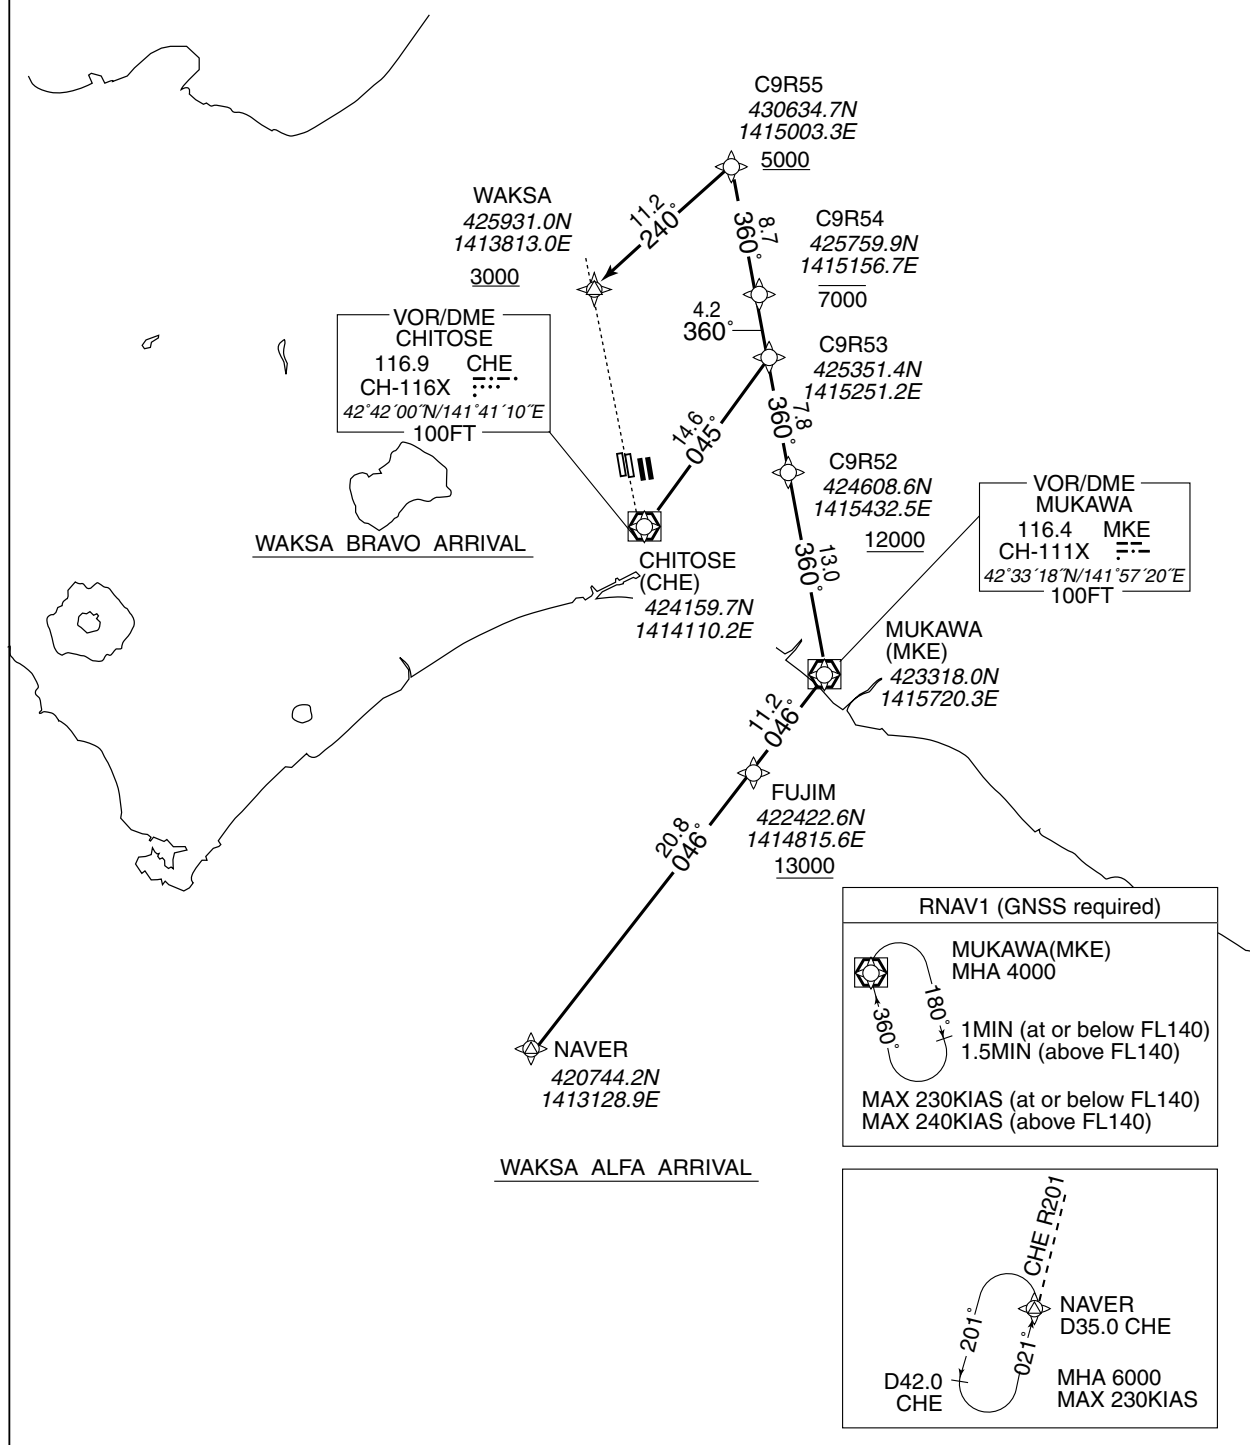 C9R55
430634.7N
1415003.3E
5000
WAKSA
425931.0N
1413813.0E
3000
11.2
240°
8.7
360°
C9R54
425759.9N
1415156.7E
7000
4.2
360°
C9R53
425351.4N
1415251.2E
VOR/DME
CHITOSE
116.9 CHE
CH-116X
42°42′00″N/141°41′10″E
100FT
14.6
045°
7.8
360°
C9R52
424608.6N
1415432.5E
12000
VOR/DME
MUKAWA
116.4 MKE
CH-111X
42°33′18″N/141°57′20″E
100FT
WAKSA BRAVO ARRIVAL
CHITOSE
(CHE)
424159.7N
1414110.2E
13.0
360°
MUKAWA
(MKE)
423318.0N
1415720.3E
11.2
046°
FUJIM
422422.6N
1414815.6E
13000
20.8
046°
NAVER
420744.2N
1413128.9E
WAKSA ALFA ARRIVAL
RNAV1 (GNSS required)
MUKAWA(MKE)
MHA 4000
180°
360°
1MIN (at or below FL140)
1.5MIN (above FL140)
MAX 230KIAS (at or below FL140)
MAX 240KIAS (above FL140)
CHE R201
NAVER
D35.0 CHE
201°
021°
D42.0
CHE
MHA 6000
MAX 230KIAS